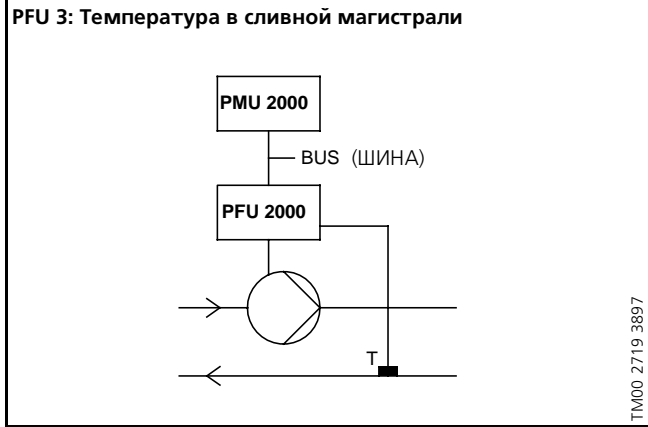 PFU 3: Температура в сливной магистрали
PMU 2000
BUS (ШИНА)
PFU 2000
T
TM00 2719 3897